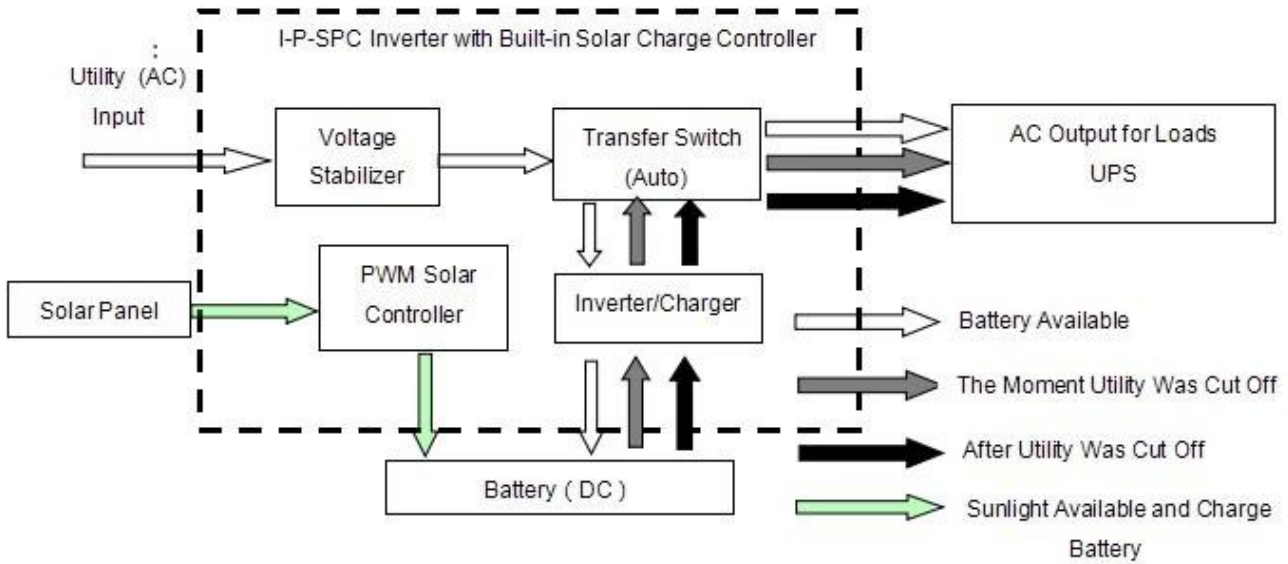 I-P-SPC Inverter with Built-in Solar Charge Controller
:
Utility (AC)
Input
Voltage
Stabilizer
Transfer Switch
(Auto)
AC Output for Loads
UPS
Solar Panel
PWM Solar
Controller
Inverter/Charger
Battery ( DC )
Battery Available
The Moment Utility Was Cut Off
After Utility Was Cut Off
Sunlight Available and Charge
Battery